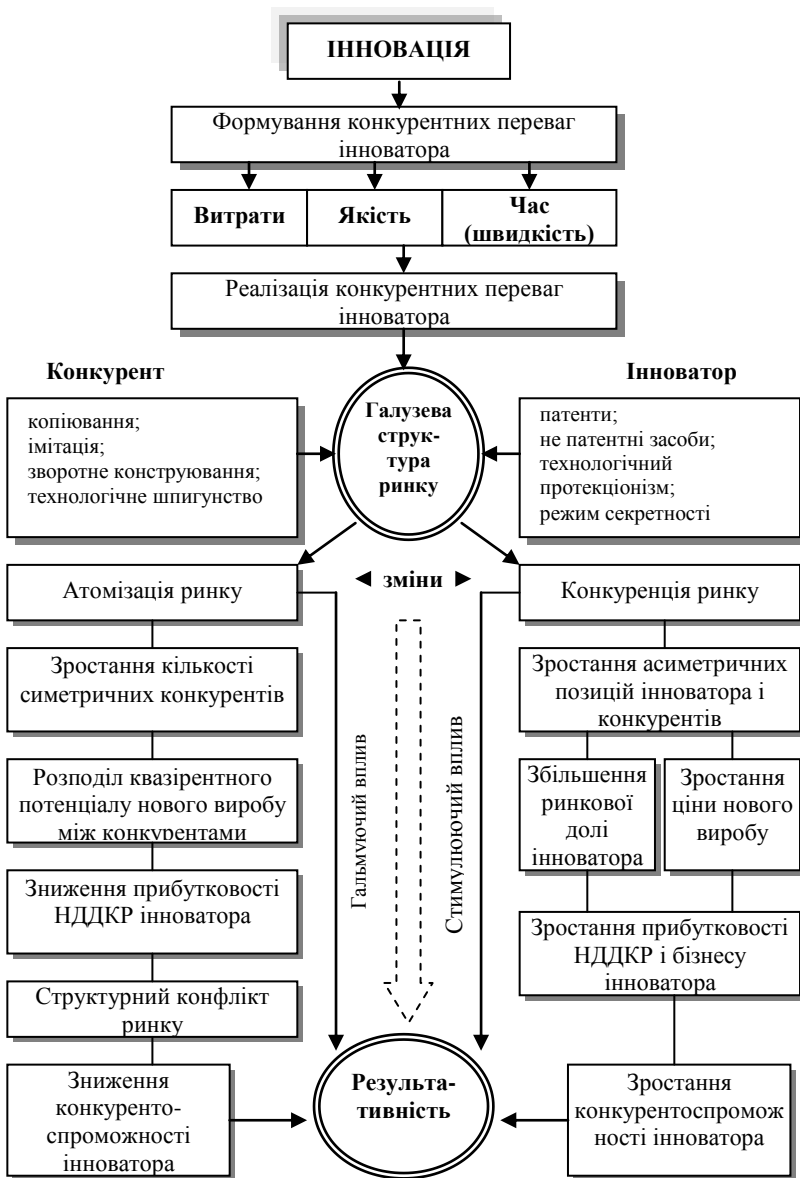 ІННОВАЦІЯ
Формування конкурентних переваг
інноватора
Витрати
Якість
Час
(швидкість)
Реалізація конкурентних переваг
інноватора
Конкурент
Інноватор
копіювання;
імітація;
зворотне конструювання;
технологічне шпигунство
Галузева
струк-
тура
ринку
патенти;
не патентні засоби;
технологічний
протекціонізм;
режим секретності
Атомізація ринку
◄ зміни ►
Конкуренція ринку
Зростання кількості
симетричних конкурентів
Зростання асиметричних
позицій інноватора і
конкурентів
Розподіл квазірентного
потенціалу нового виробу
між конкурентами
Гальмуючий вплив
Стимулюючий вплив
Збільшення
ринкової
долі
інноватора
Зростання
ціни нового
виробу
Зниження прибутковості
НДДКР інноватора
Зростання прибутковості
НДДКР і бізнесу
інноватора
Структурний конфлікт
ринку
Зниження
конкуренто-
спроможності
інноватора
Результа-
тивність
Зростання
конкурентоспромож
ності інноватора